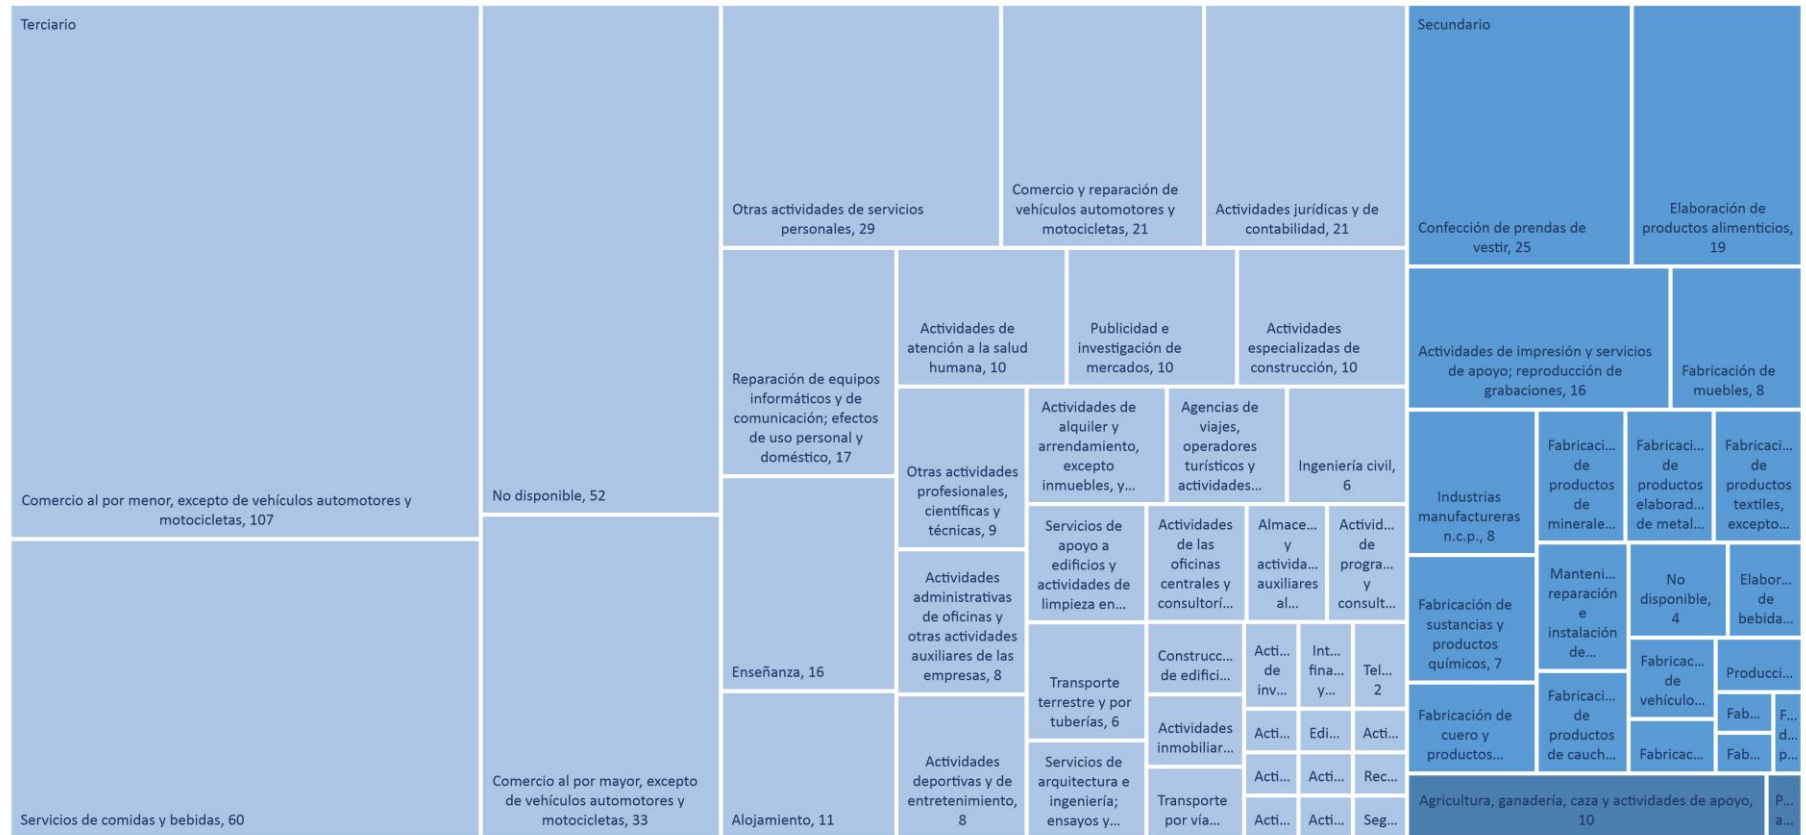 Terciario
Comercio al por menor, excepto de vehículos automotores y
motocicletas, 107
Servicios de comidas y bebidas, 60
No disponible, 52
Comercio al por mayor, excepto
de vehículos automotores y
motocicletas, 33
Otras actividades de servicios
personales, 29
Comercio y reparación de
vehículos automotores y
motocicletas, 21
Actividades jurídicas y de
contabilidad, 21
Reparación de equipos
informáticos y de
comunicación; efectos
de uso personal y
doméstico, 17
Enseñanza, 16
Alojamiento, 11
Actividades de
atención a la salud
humana, 10
Publicidad e
investigación de
mercados, 10
Actividades
especializadas de
construcción, 10
Otras actividades
profesionales,
científicas y
técnicas, 9
Actividades
administrativas
de oficinas y
otras actividades
auxiliares de las
empresas, 8
Actividades
deportivas y de
entretenimiento,
8
Actividades de
alquiler y
arrendamiento,
excepto
inmuebles, y...
Agencias de
viajes,
operadores
turísticos y
actividades...
Ingeniería civil,
6
Servicios de
apoyo a
edificios y
actividades de
limpieza en...
Transporte
terrestre y por
tuberías, 6
Servicios de
arquitectura e
ingeniería;
ensayos y...
Actividades
de las
oficinas
centrales y
consultorí...
Almace...
y
activida...
auxiliares
al...
Activid...
de
progra...
y
consult...
Construcc...
de edifici...
Actividades
inmobiliar...
Transporte
por vía...
Acti...
de
inv...
Int...
fina...
y...
Tel...
2
Acti...
Edi...
Acti...
Acti...
Acti...
Rec...
Acti...
Acti...
Seg...
Secundario
Confección de prendas de
vestir, 25
Elaboración de
productos alimenticios,
19
Actividades de impresión y servicios
de apoyo; reproducción de
grabaciones, 16
Fabricación de
muebles, 8
Industrias
manufactureras
n.c.p., 8
Fabricación de
sustancias y
productos
químicos, 7
Fabricación de
cuero y
productos...
Fabricaci...
de
productos
de
minerale...
Fabricaci...
de
productos
elaborad...
de metal...
Fabricaci...
de
productos
textiles,
excepto...
Manteni...
reparación
e
instalación
de...
No
disponible,
4
Elabor...
de
bebida...
Fabricaci...
de
productos
de cauch...
Fabricac...
de
vehículo...
Fabricac...
Producci...
Fab...
Fab...
F...
d...
p...
Agricultura, ganadería, caza y actividades de apoyo,
10
P...
a...